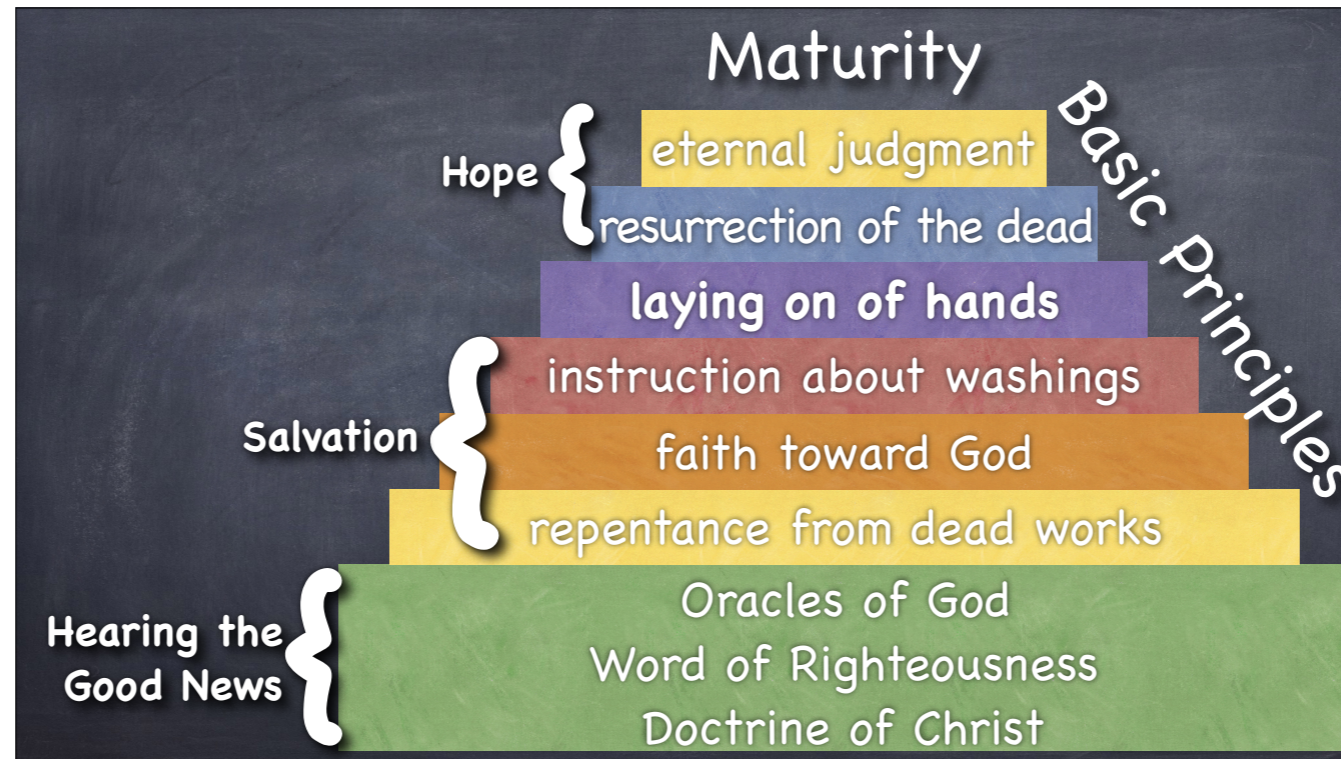 Maturity
Basic Principles
Hope
eternal judgment
resurrection of the dead
laying on of hands
Salvation
instruction about washings
faith toward God
repentance from dead works
Hearing the
Good News
Oracles of God
Word of Righteousness
Doctrine of Christ